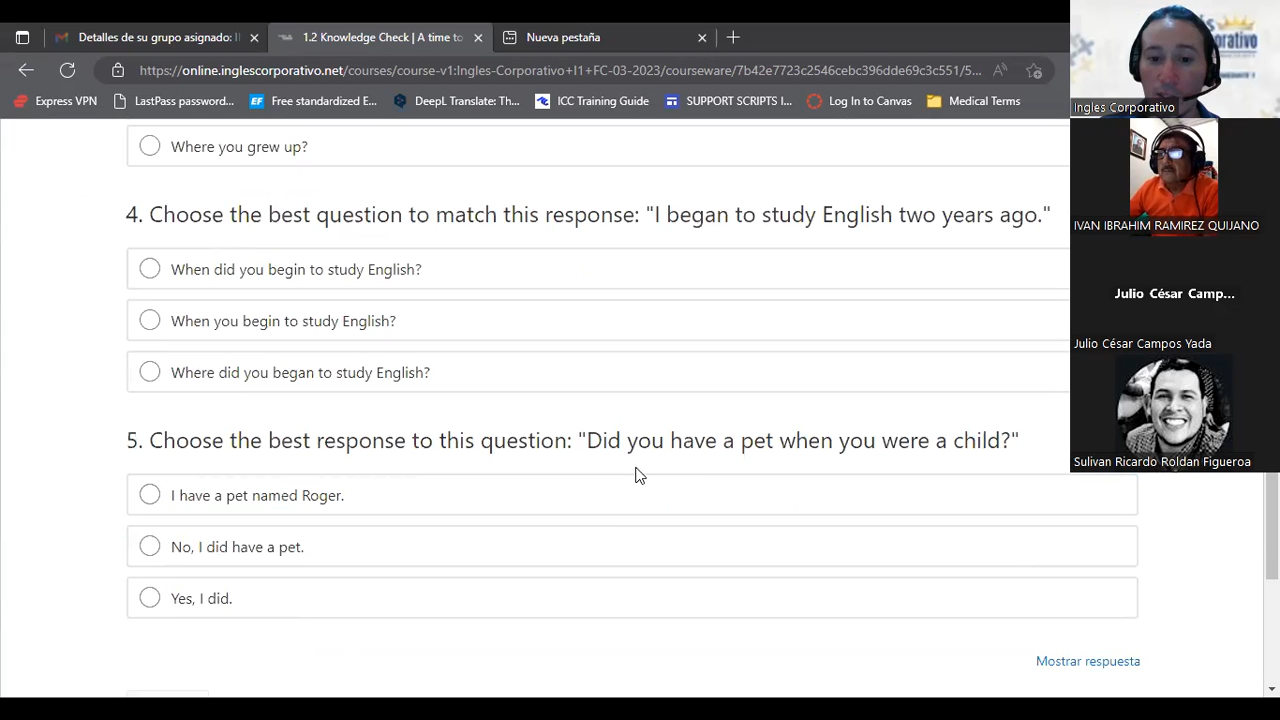 Detalles de su grupo asignado: II
1.2 Knowledge Check | A time to
Nueva pestaña
https://online.inglescorporativo.net/courses/course-v1:Ingles-Corporativo+I1+FC-03-2023/courseware/7b42e7723c2546cebc396dde69c3c551/5...
Express VPN
LastPass password...
EF Free standardized E...
DeepL Translate: Th...
ICC Training Guide
SUPPORT SCRIPTS I...
Log In to Canvas
Medical Terms
Where you grew up?
4. Choose the best question to match this response: "I began to study English two years ago."
When did you begin to study English?
When you begin to study English?
Where did you began to study English?
5. Choose the best response to this question: "Did you have a pet when you were a child?"
I have a pet named Roger.
No, I did have a pet.
Yes, I did.
Mostrar respuesta
Ingles Corporativo
IVAN IBRAHIM RAMIREZ QUIJANO
Julio César Camp...
Julio César Campos Yada
Sulivan Ricardo Roldan Figueroa